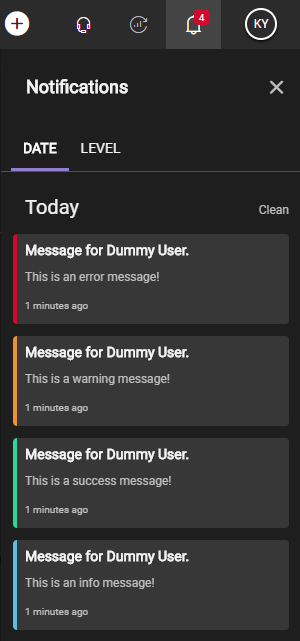 4
KY
Notifications
DATE LEVEL
Today
Clean
Message for Dummy User.
This is an error message!
1 minutes ago
Message for Dummy User.
This is a warning message!
1 minutes ago
Message for Dummy User.
This is a success message!
1 minutes ago
Message for Dummy User.
This is an info message!
1 minutes ago